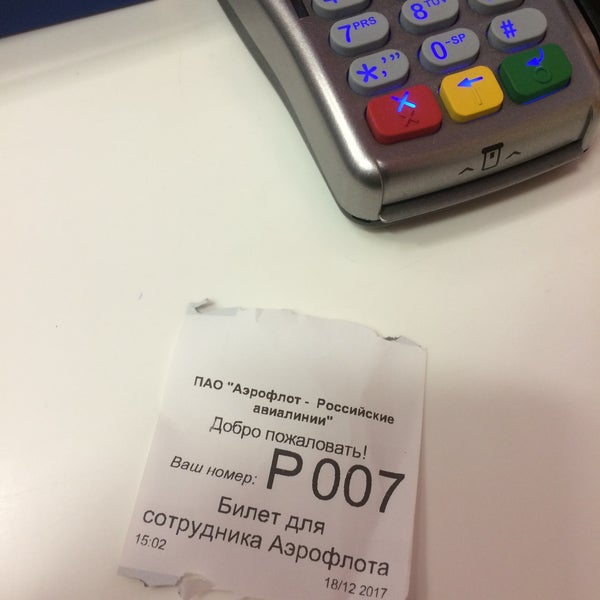 7PRS
8TUV
*,'"
0-SP
#
ПАО "Аэрофлот - Российские
авиалинии"
Добро пожаловать!
Ваш номер: P 007
Билет для
сотрудника Аэрофлота
15:02
18/12 2017